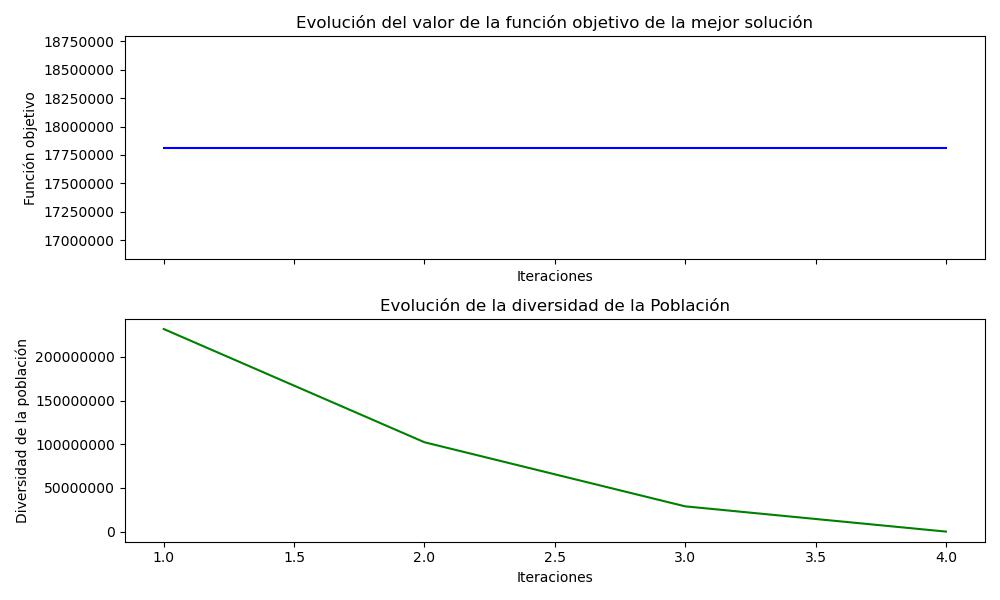 Evolución del valor de la función objetivo de la mejor solución
Función objetivo
18750000
18500000
18250000
18000000
17750000
17500000
17250000
17000000
Iteraciones
Evolución de la diversidad de la Población
Diversidad de la población
200000000
150000000
100000000
50000000
0
1.0 1.5 2.0 2.5 3.0 3.5 4.0
Iteraciones